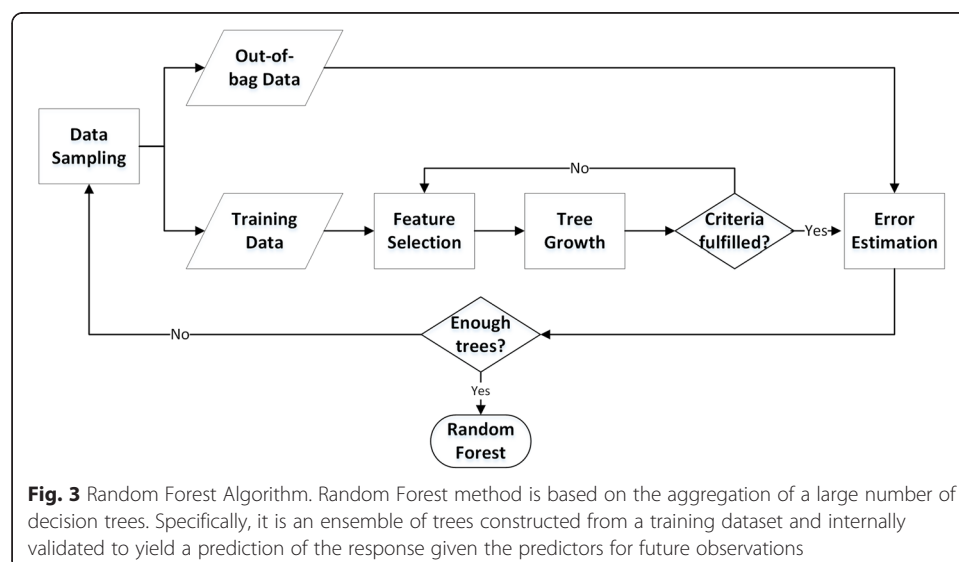 Out-of-
bag Data
Data
Sampling
No
Training
Data
Feature
Selection
Tree
Growth
Criteria
fulfilled?
Yes
Error
Estimation
No
Enough
trees?
Yes
Random
Forest
Fig. 3 Random Forest Algorithm. Random Forest method is based on the aggregation of a large number of
decision trees. Specifically, it is an ensemble of trees constructed from a training dataset and internally
validated to yield a prediction of the response given the predictors for future observations